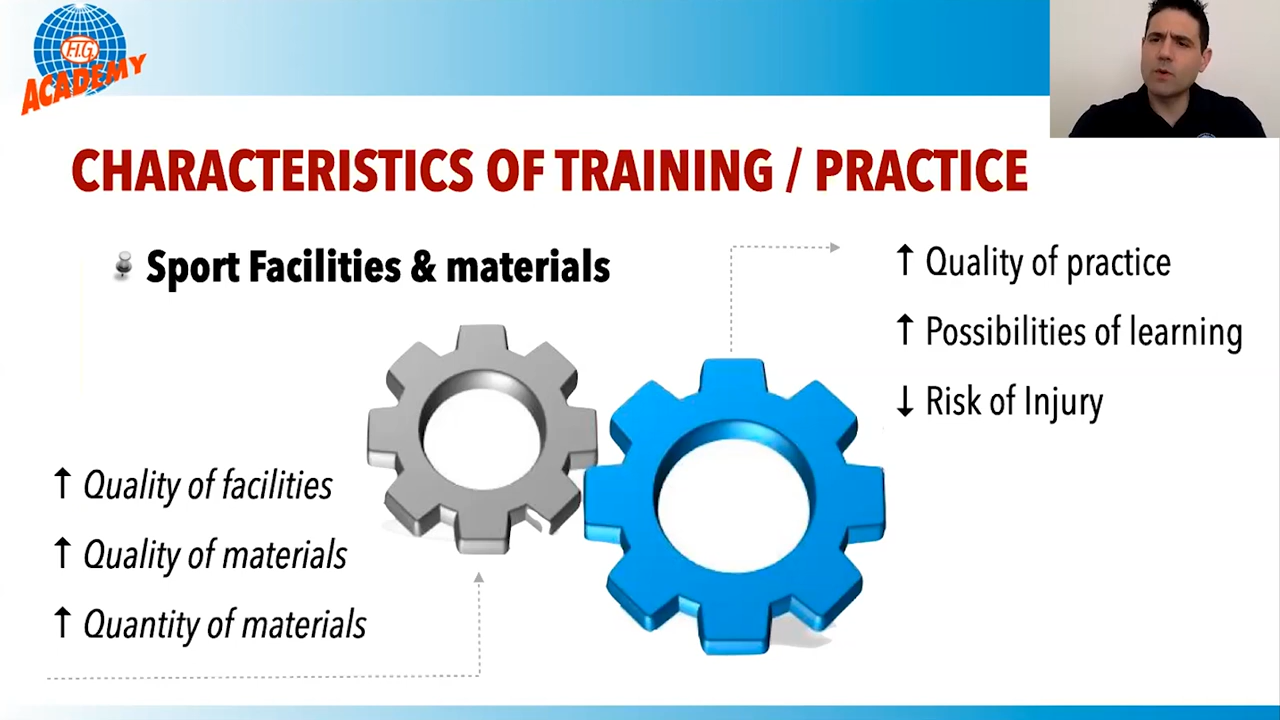 F.I.G.
ACADEMY
CHARACTERISTICS OF TRAINING / PRACTICE
Sport Facilities & materials
↑ Quality of practice
↑ Possibilities of learning
↓ Risk of Injury
↑ Quality of facilities
↑ Quality of materials
↑ Quantity of materials